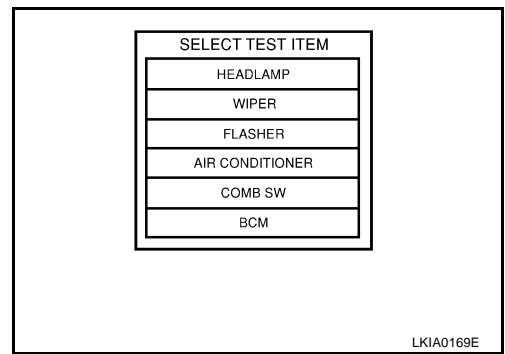 SELECT TEST ITEM
HEADLAMP
WIPER
FLASHER
AIR CONDITIONER
COMB SW
BCM
LKIA0169E